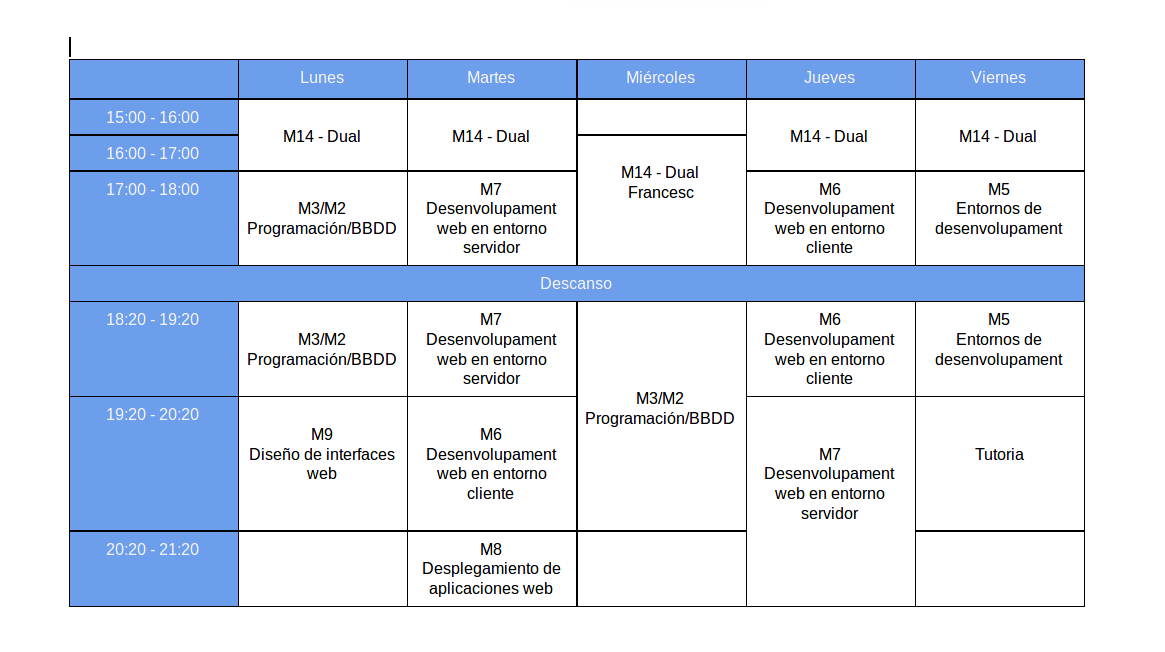 Lunes Martes Miércoles Jueves Viernes
15:00 - 16:00
M14 - Dual M14 - Dual M14 - Dual M14 - Dual
16:00 - 17:00
M14 - Dual
Francesc
17:00 - 18:00
M3/M2
Programación/BBDD
M7
Desenvolupament
web en entorno
servidor
M6
Desenvolupament
web en entorno
cliente
M5
Entornos de
desenvolupament
Descanso
18:20 - 19:20
M3/M2
Programación/BBDD
M7
Desenvolupament
web en entorno
servidor
M3/M2
Programación/BBDD
M6
Desenvolupament
web en entorno
cliente
M5
Entornos de
desenvolupament
19:20 - 20:20
M9
Diseño de interfaces
web
M6
Desenvolupament
web en entorno
cliente
M7
Desenvolupament
web en entorno
servidor
Tutoria
20:20 - 21:20
M8
Desplegamiento de
aplicaciones web